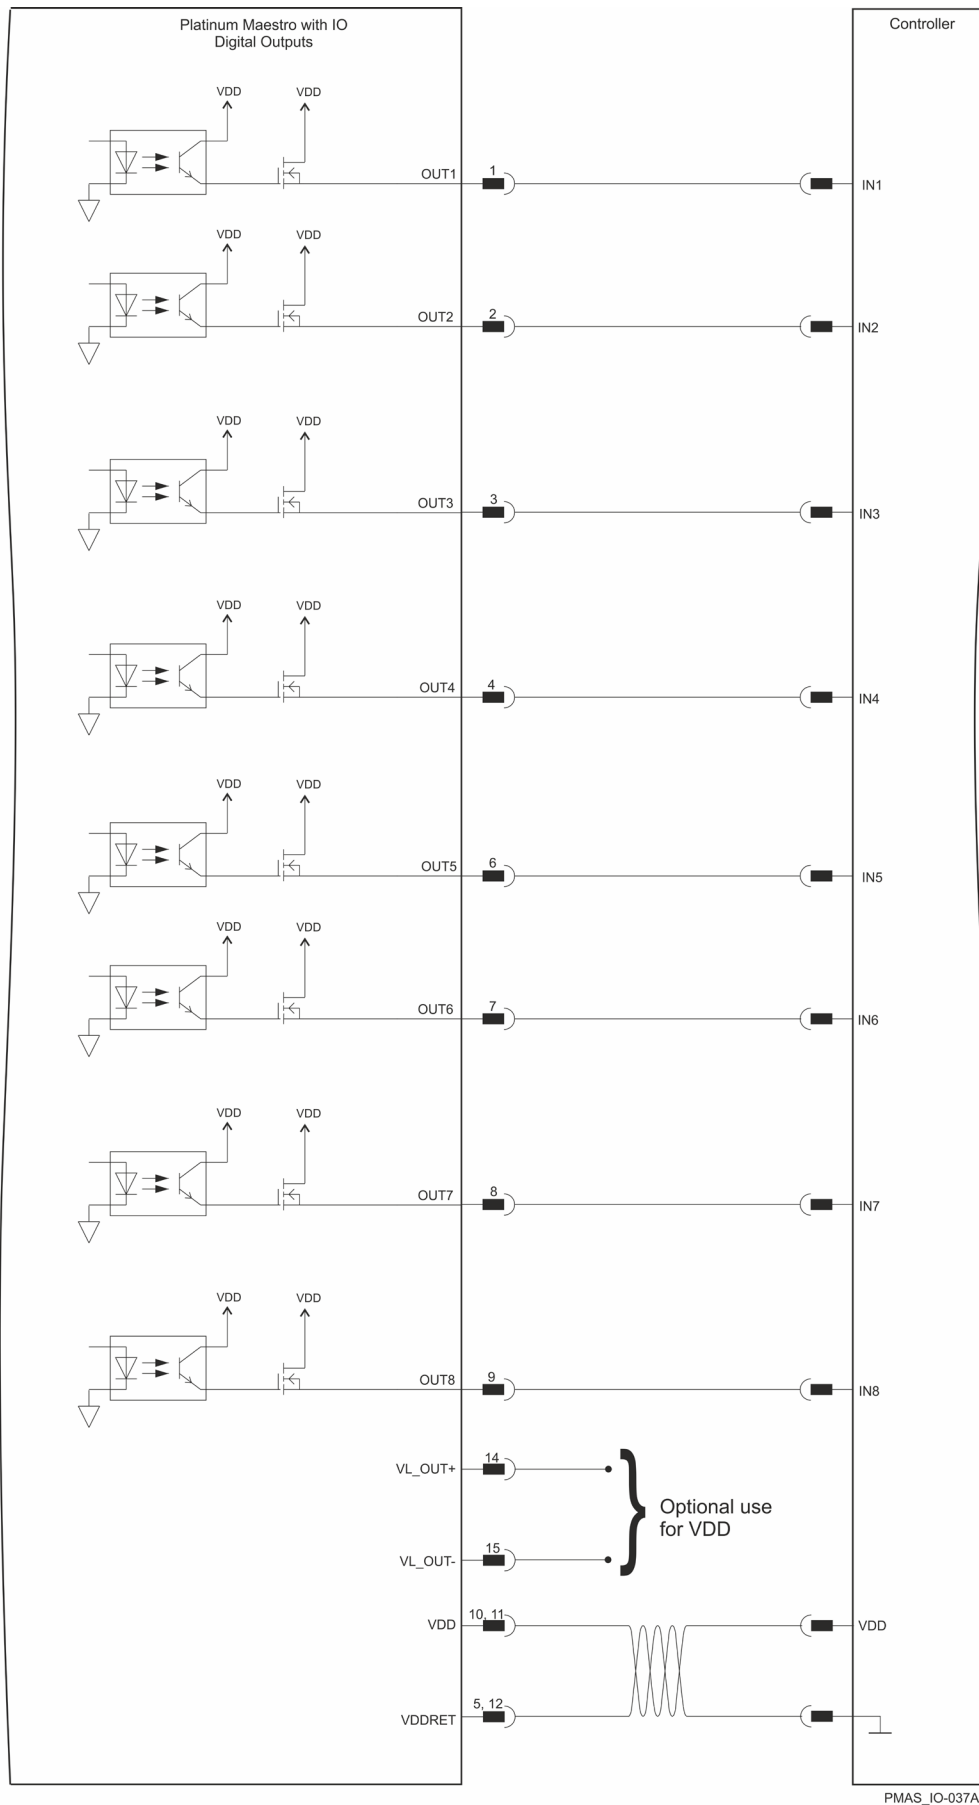 Platinum Maestro with IO
Digital Outputs
Controller
VDD
VDD
OUT1
1
IN1
VDD
VDD
OUT2
2
IN2
VDD
VDD
OUT3
3
IN3
VDD
VDD
OUT4
4
IN4
VDD
VDD
OUT5
6
IN5
VDD
VDD
OUT6
7
IN6
VDD
VDD
OUT7
8
IN7
VDD
VDD
OUT8
9
IN8
VL_OUT+
14
Optional use
for VDD
VL_OUT-
15
VDD
10, 11
VDD
VDDRET
5, 12
PMAS_IO-037A